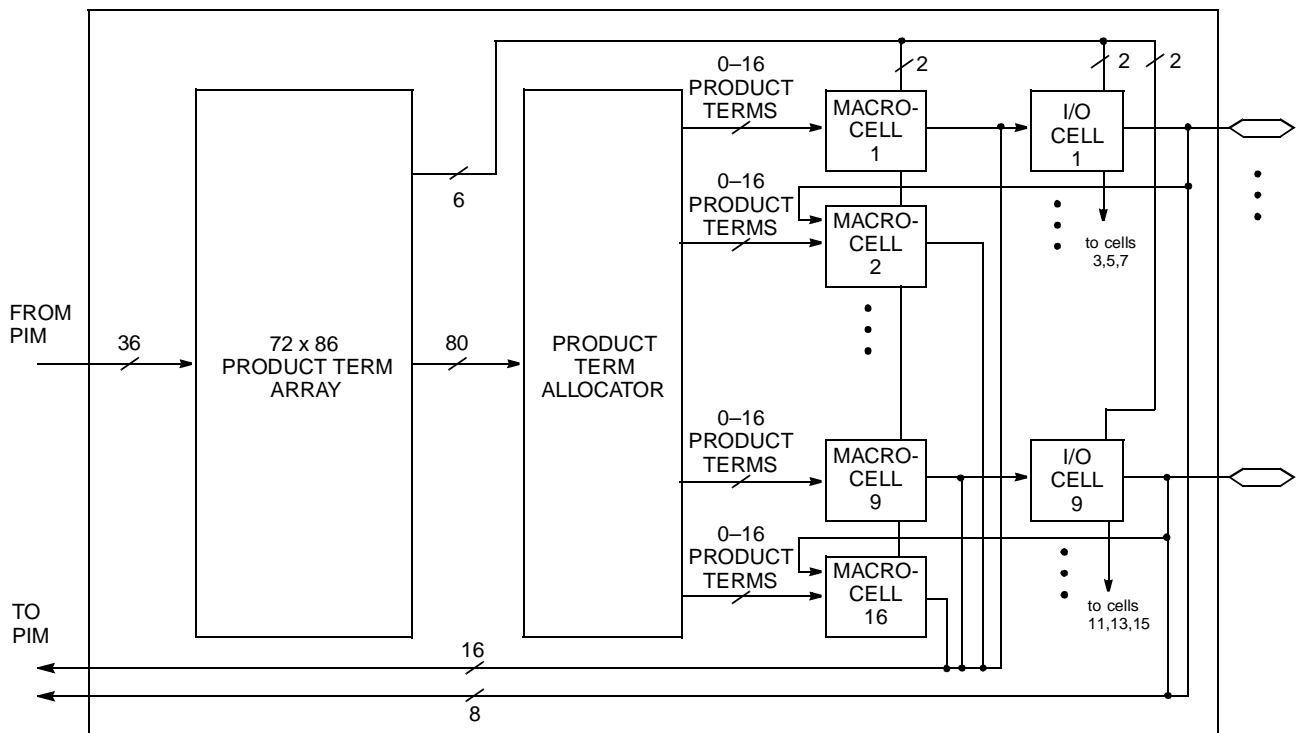 0–16
PRODUCT
TERMS
2
2
2
MACRO-
CELL
1
I/O
CELL
1
6
0–16
PRODUCT
TERMS
MACRO-
CELL
2
to cells
3,5,7
FROM
PIM
36
72 x 86
PRODUCT TERM
ARRAY
80
PRODUCT
TERM
ALLOCATOR
0–16
PRODUCT
TERMS
MACRO-
CELL
9
I/O
CELL
9
0–16
PRODUCT
TERMS
MACRO-
CELL
16
to cells
11,13,15
TO
PIM
16
8